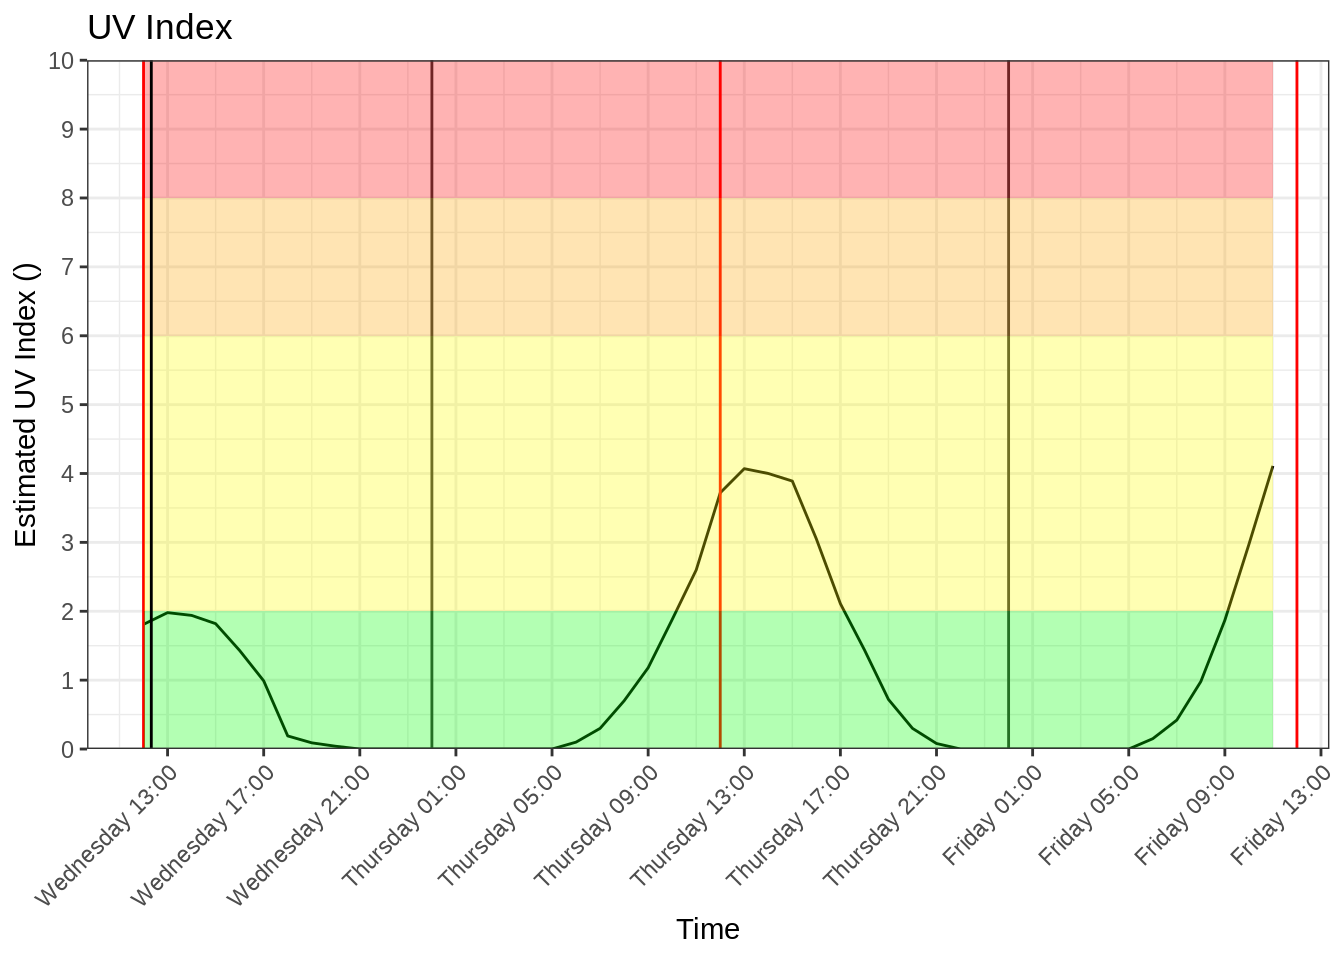 UV Index
Estimated UV Index ()
10
9
8
7
6
5
4
3
2
1
0
Wednesday 13:00
Wednesday 17:00
Wednesday 21:00
Thursday 01:00
Thursday 05:00
Thursday 09:00
Thursday 13:00
Thursday 17:00
Thursday 21:00
Friday 01:00
Friday 05:00
Friday 09:00
Friday 13:00
Time